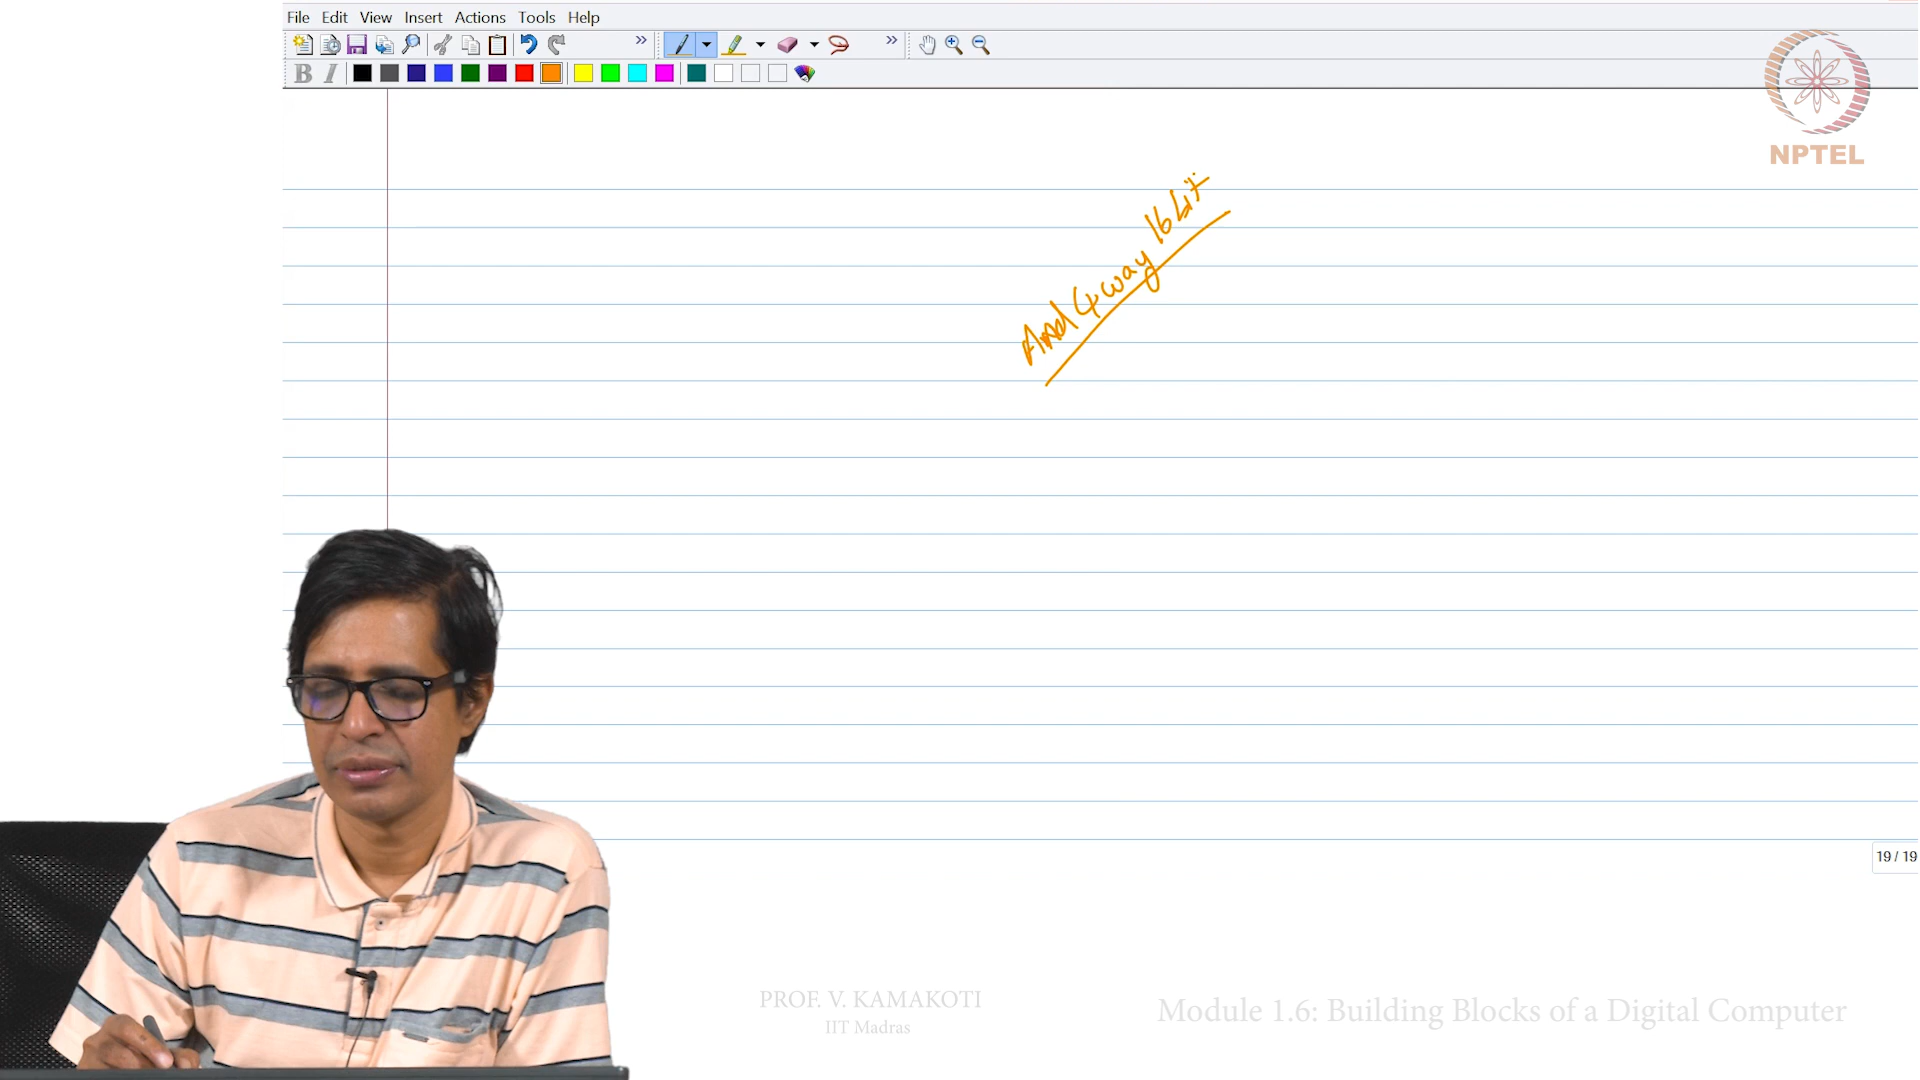 File Edit View Insert Actions Tools Help
B I
NPTEL
And 4 way 16 bit
19 / 19
PROF. V. KAMAKOTI
IIT Madras
Module 1.6: Building Blocks of a Digital Computer